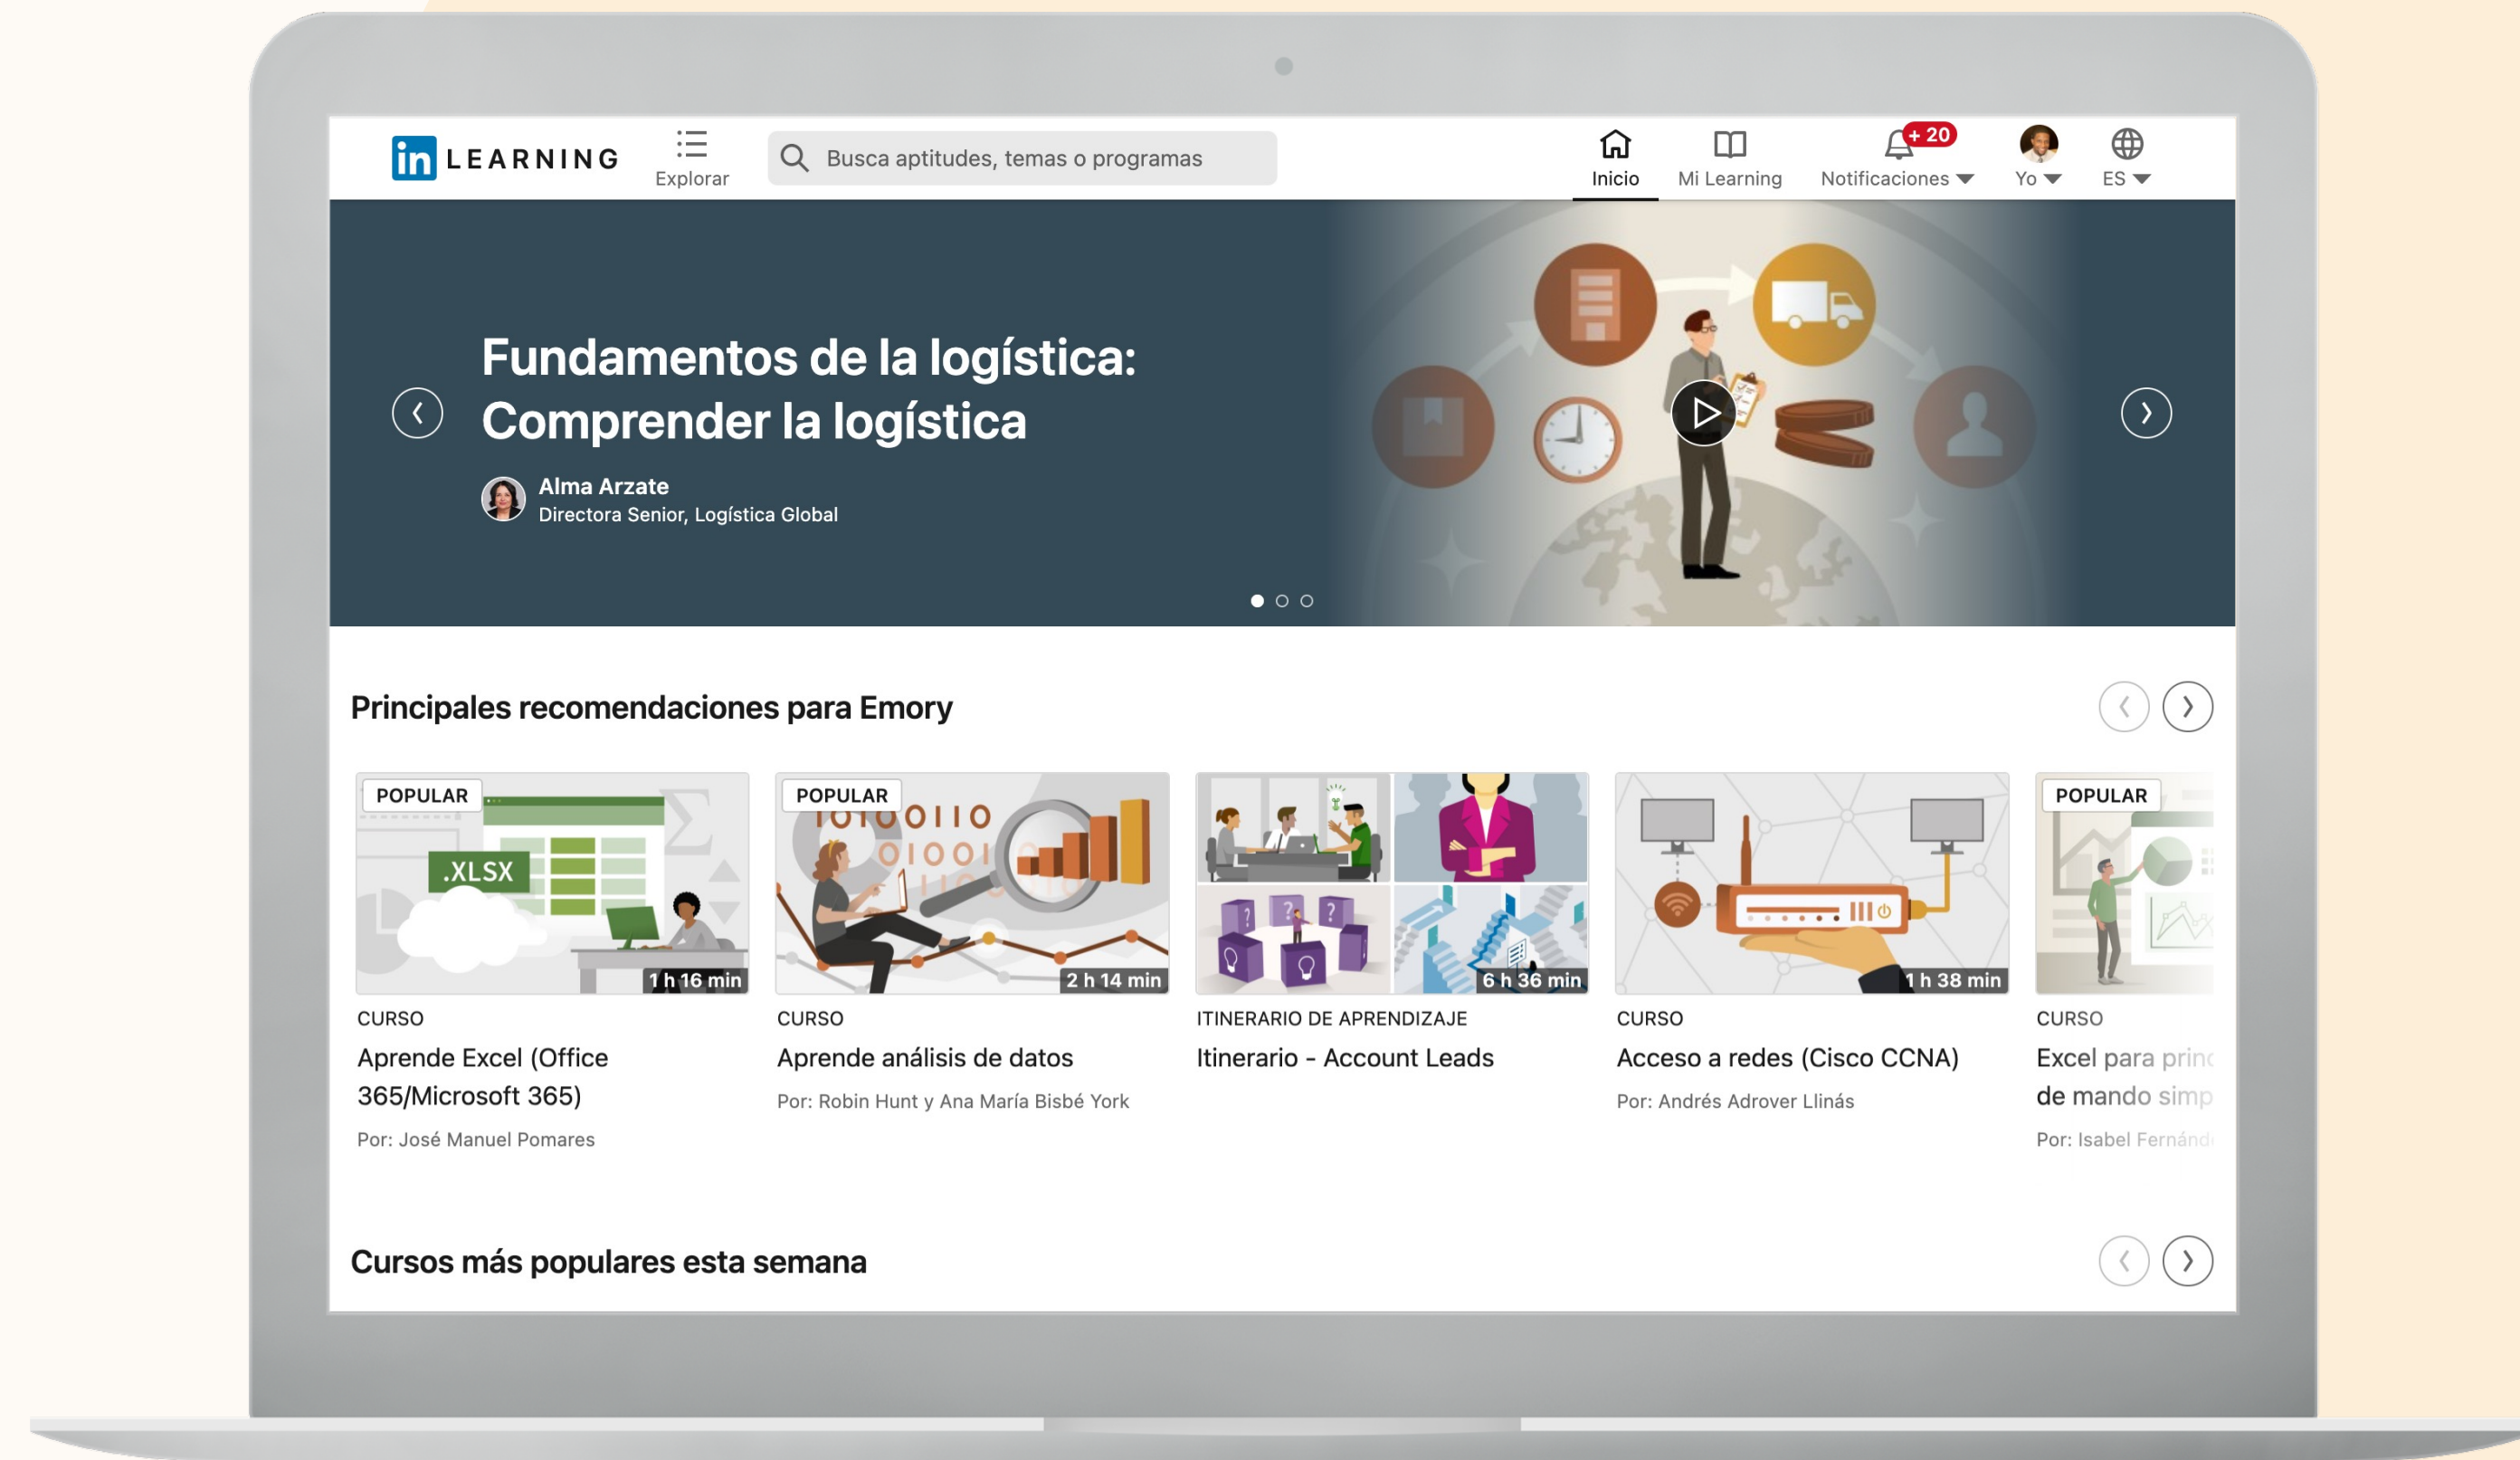 in LEARNING
Explorar
Busca aptitudes, temas o programas
Inicio
Mi Learning
+ 20
Notificaciones
Yo
ES
Fundamentos de la logística:
Comprender la logística
Alma Arzate
Directora Senior, Logística Global
Principales recomendaciones para Emory
POPULAR
.XLSX
1 h 16 min
CURSO
Aprende Excel (Office
365/Microsoft 365)
Por: José Manuel Pomares
POPULAR
2 h 14 min
CURSO
Aprende análisis de datos
Por: Robin Hunt y Ana María Bisbé York
6 h 36 min
ITINERARIO DE APRENDIZAJE
Itinerario - Account Leads
1 h 38 min
CURSO
Acceso a redes (Cisco CCNA)
Por: Andrés Adrover Llinás
POPULAR
CURSO
Excel para
de mando
Por: Isabel
Cursos más populares esta semana